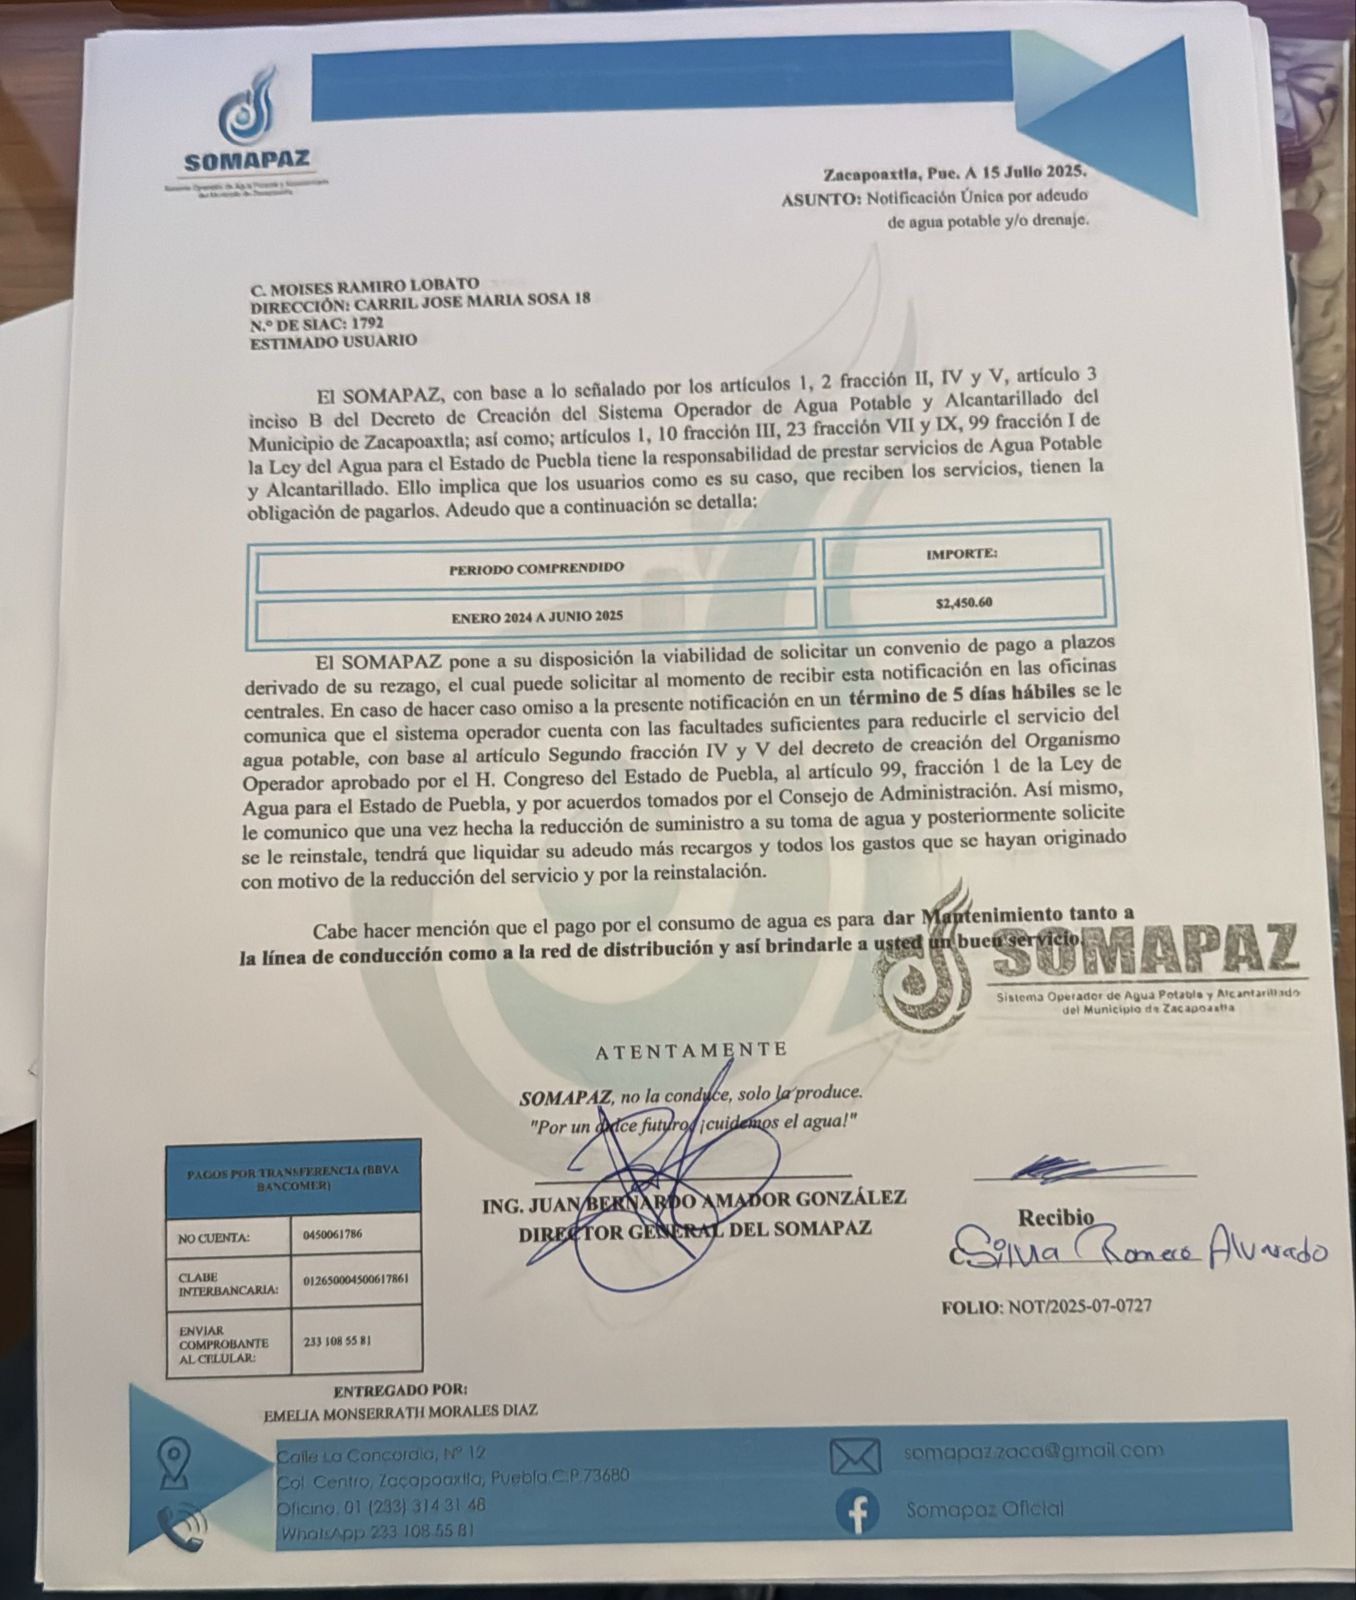 SOMAPAZ
Sistema Operador de Agua Potable y Alcantarillado
del Municipio de Zacapoaxtla
Zacapoaxtla, Pue. A 15 Julio 2025.
ASUNTO: Notificación Única por adeudo
de agua potable y/o drenaje.
C. MOISES RAMIRO LOBATO
DIRECCIÓN: CARRIL JOSE MARIA SOSA 18
N.º DE SIAC: 1792
ESTIMADO USUARIO
El SOMAPAZ, con base a lo señalado por los artículos 1, 2 fracción II, IV y V, artículo 3
inciso B del Decreto de Creación del Sistema Operador de Agua Potable y Alcantarillado del
Municipio de Zacapoaxtla; así como; artículos 1, 10 fracción III, 23 fracción VII y IX, 99 fracción I de
la Ley del Agua para el Estado de Puebla tiene la responsabilidad de prestar servicios de Agua Potable
y Alcantarillado. Ello implica que los usuarios como es su caso, que reciben los servicios, tienen la
obligación de pagarlos. Adeudo que a continuación se detalla:
PERIODO COMPRENDIDO
IMPORTE:
ENERO 2024 A JUNIO 2025
$2,450.60
El SOMAPAZ pone a su disposición la viabilidad de solicitar un convenio de pago a plazos
derivado de su rezago, el cual puede solicitar al momento de recibir esta notificación en las oficinas
centrales. En caso de hacer caso omiso a la presente notificación en un término de 5 días hábiles se le
comunica que el sistema operador cuenta con las facultades suficientes para reducirle el servicio del
agua potable, con base al artículo Segundo fracción IV y V del decreto de creación del Organismo
Operador aprobado por el H. Congreso del Estado de Puebla, al artículo 99, fracción 1 de la Ley de
Agua para el Estado de Puebla, y por acuerdos tomados por el Consejo de Administración. Así mismo,
le comunico que una vez hecha la reducción de suministro a su toma de agua y posteriormente solicite
se le reinstale, tendrá que liquidar su adeudo más recargos y todos los gastos que se hayan originado
con motivo de la reducción del servicio y por la reinstalación.
Cabe hacer mención que el pago por el consumo de agua es para dar Mantenimiento tanto a
la línea de conducción como a la red de distribución y así brindarle a usted un buen servicio.
SOMAPAZ
Sistema Operador de Agua Potable y Alcantarillado
del Municipio de Zacapoaxtla
ATENTAMENTE
SOMAPAZ, no la conduce, solo la produce.
"Por un dulce futuro, ¡cuidemos el agua!"
ING. JUAN BERNARDO AMADOR GONZÁLEZ
DIRECTOR GENERAL DEL SOMAPAZ
Recibio
Silvia Romero Alvarado
FOLIO: NOT/2025-07-0727
PAGOS POR TRANSFERENCIA (BBVA
BANCOMER)
NO CUENTA:
0450061786
CLABE
INTERBANCARIA:
012650004500617861
ENVIAR
COMPROBANTE
AL CELULAR:
233 108 55 81
ENTREGADO POR:
EMELIA MONSERRATH MORALES DIAZ
Calle La Concordia, Nº 12
Col. Centro, Zacapoaxtla, Puebla.C.P.73680
Oficina. 01 (233) 314 31 48
WhatsApp 233 108 55 81
somapaz.zaca@gmail.com
Somapaz Oficial